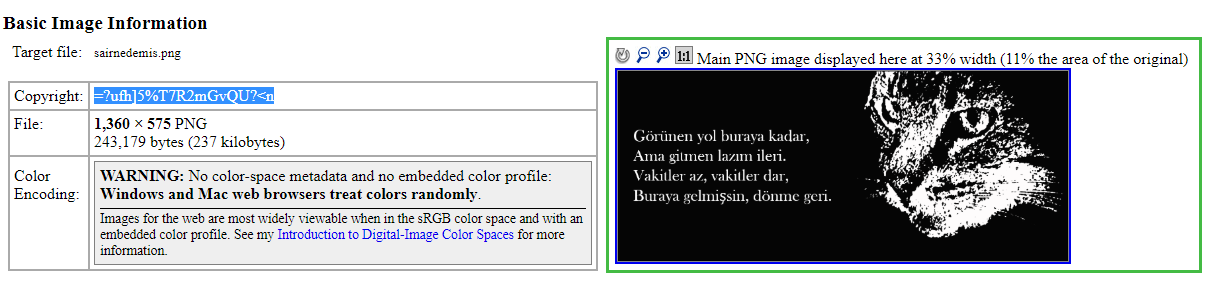 Basic Image Information
Target file: sairnedemis.png
Copyright: =?ufh]5%T7R2mGvQU?<n
File: 1,360 × 575 PNG
243,179 bytes (237 kilobytes)
Color Encoding: WARNING: No color-space metadata and no embedded color profile:
Windows and Mac web browsers treat colors randomly.
Images for the web are most widely viewable when in the sRGB color space and with an
embedded color profile. See my Introduction to Digital-Image Color Spaces for more
information.
1:1 Main PNG image displayed here at 33% width (11% the area of the original)
Görünen yol buraya kadar,
Ama gitmen lazım ileri.
Vakitler az, vakitler dar,
Buraya gelmişsin, dönme geri.